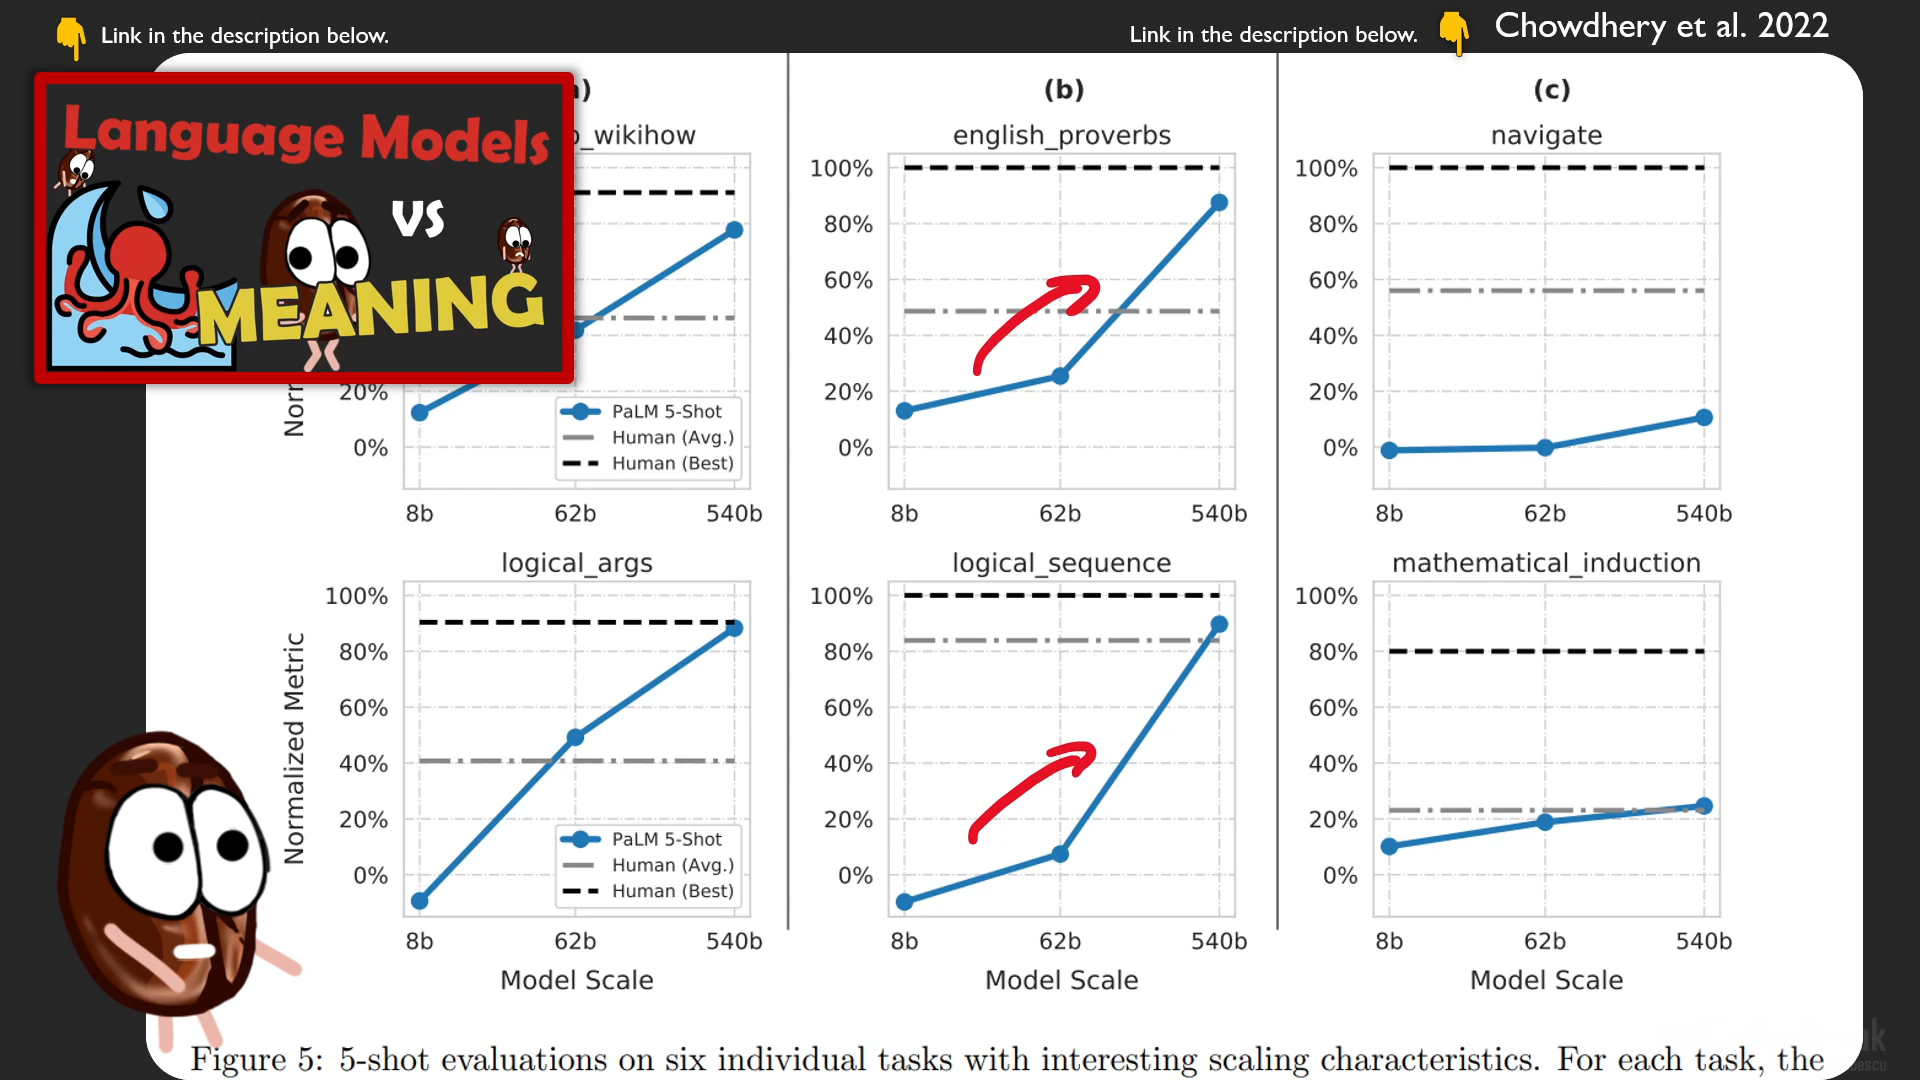 Link in the description below.
Link in the description below.
Chowdhery et al. 2022
Language Models
VS
MEANING
(b)
(c)
_wikihow
english_proverbs
navigate
20%
0%
PaLM 5-Shot
Human (Avg.)
Human (Best)
8b
62b
540b
100%
80%
60%
40%
20%
0%
8b
62b
540b
100%
80%
60%
40%
20%
0%
8b
62b
540b
logical_args
logical_sequence
mathematical_induction
Normalized Metric
100%
80%
60%
40%
20%
0%
PaLM 5-Shot
Human (Avg.)
Human (Best)
8b
62b
540b
Model Scale
100%
80%
60%
40%
20%
0%
8b
62b
540b
Model Scale
100%
80%
60%
40%
20%
0%
8b
62b
540b
Model Scale
Figure 5: 5-shot evaluations on six individual tasks with interesting scaling characteristics. For each task, the